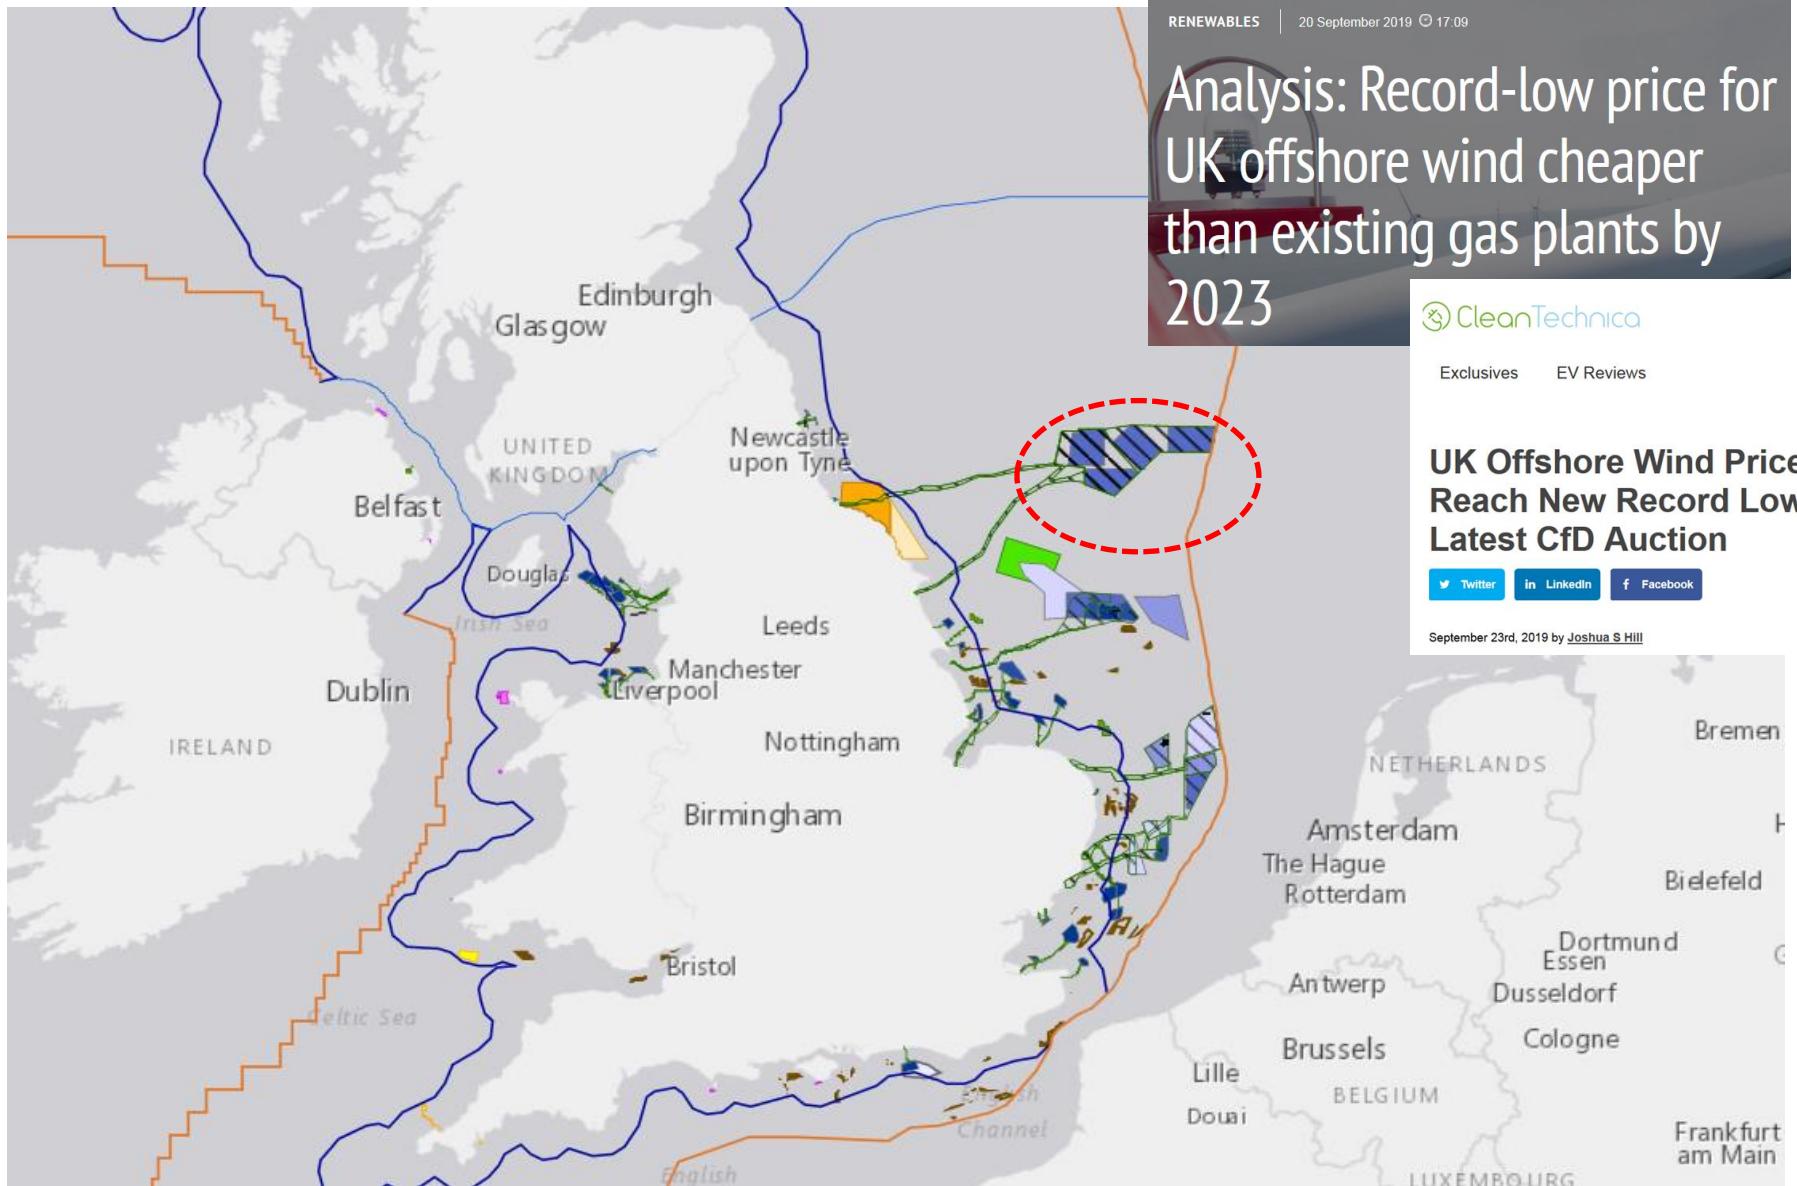 RENEWABLES
20 September 2019 17:09
Analysis: Record-low price for
UK offshore wind cheaper
than existing gas plants by
2023
CleanTechnica
Exclusives EV Reviews
UK Offshore Wind Price
Reach New Record Low
Latest CfD Auction
Twitter
LinkedIn
Facebook
September 23rd, 2019 by Joshua S Hill
Edinburgh
Glasgow
Newcastle
upon Tyne
UNITED
KINGDOM
Belfast
Douglas
Irish Sea
Leeds
Manchester
Liverpool
Dublin
IRELAND
Nottingham
Birmingham
Bristol
Celtic Sea
English
Channel
English
NETHERLANDS
Bremen
Amsterdam
The Hague
Rotterdam
Bielefeld
Dortmund
Essen
Antwerp
Dusseldorf
Cologne
Brussels
Lille
BELGIUM
Douai
Frankfurt
am Main
LUXEMBOURG